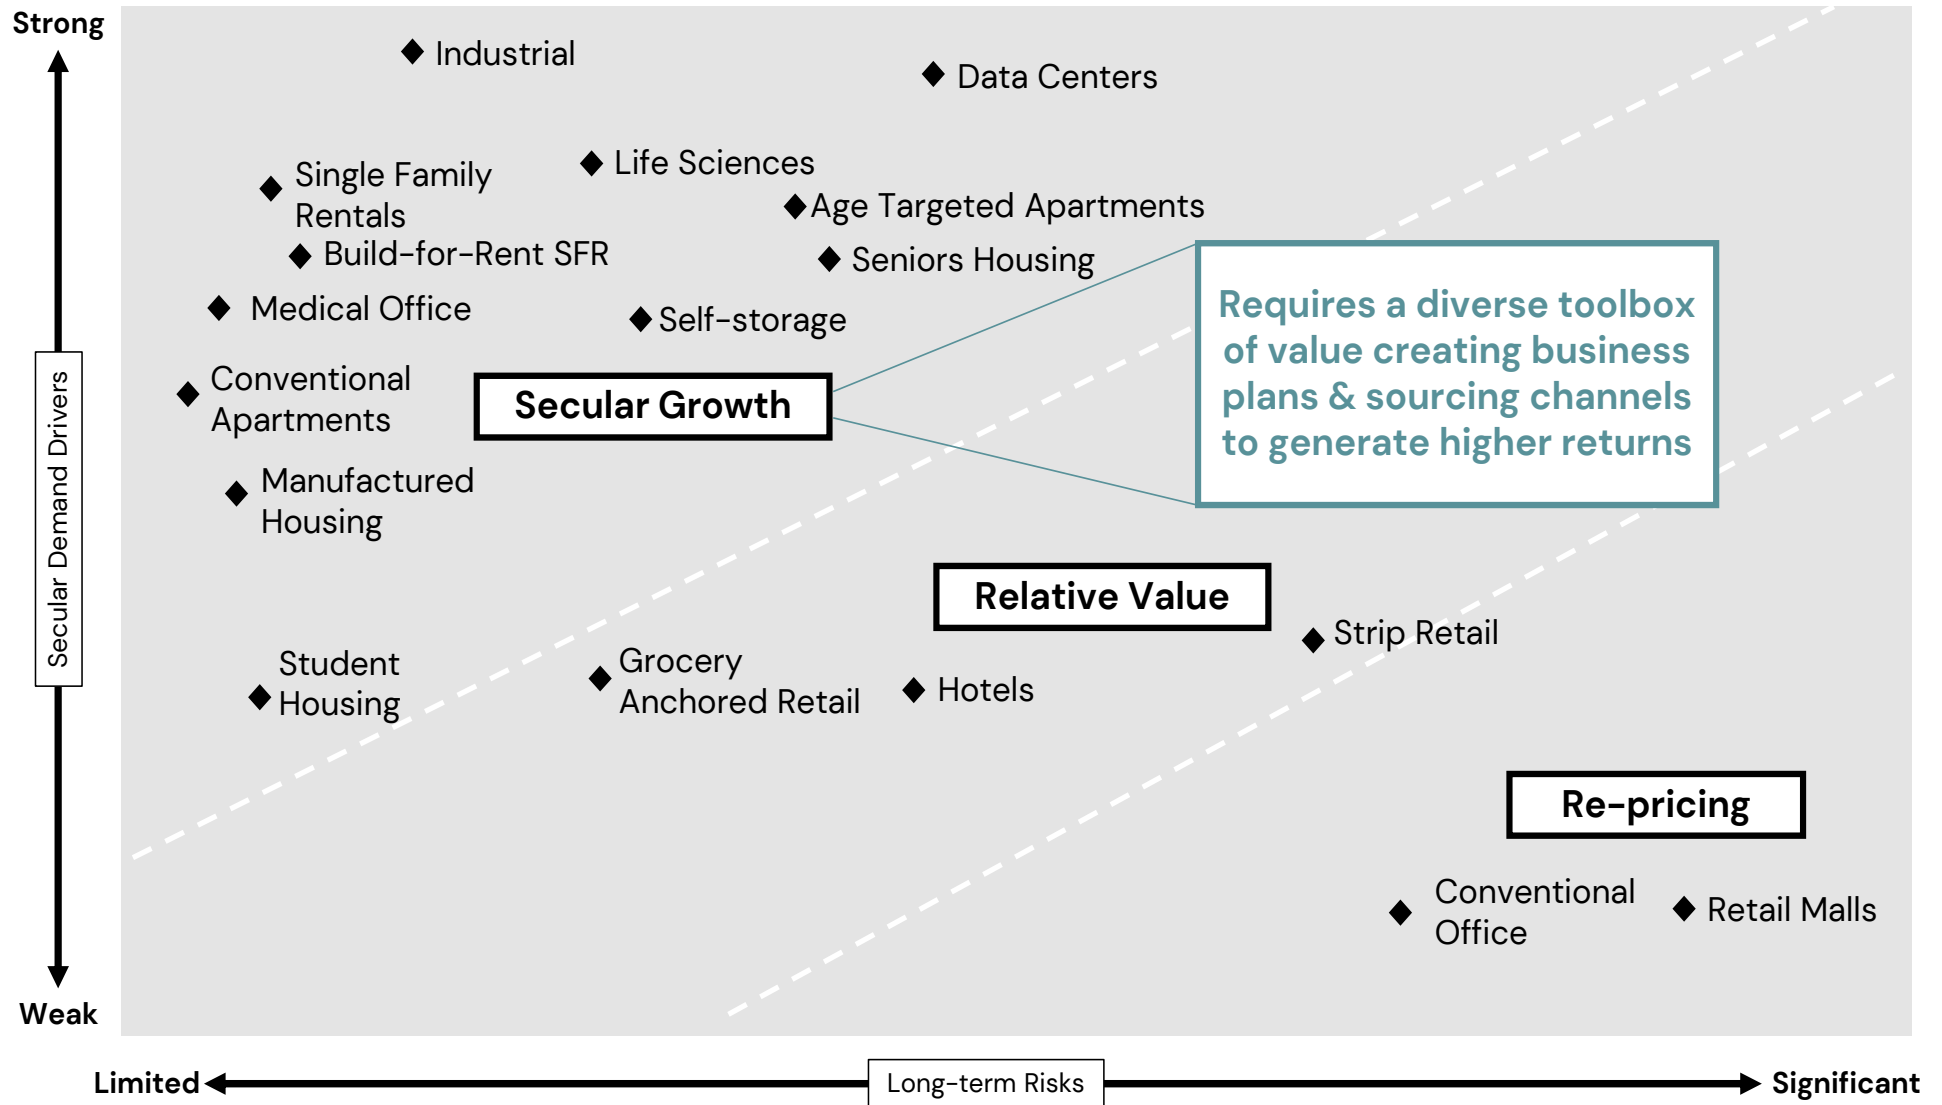 Strong
Industrial
Data Centers
Life Sciences
Single Family
Rentals
Age Targeted Apartments
Build-for-Rent SFR
Seniors Housing
Medical Office
Self-storage
Requires a diverse toolbox
of value creating business
plans & sourcing channels
to generate higher returns
Conventional
Apartments
Secular Growth
Manufactured
Housing
Secular Demand Drivers
Relative Value
Strip Retail
Student
Housing
Grocery
Anchored Retail
Hotels
Re-pricing
Conventional
Office
Retail Malls
Weak
Limited
Long-term Risks
Significant